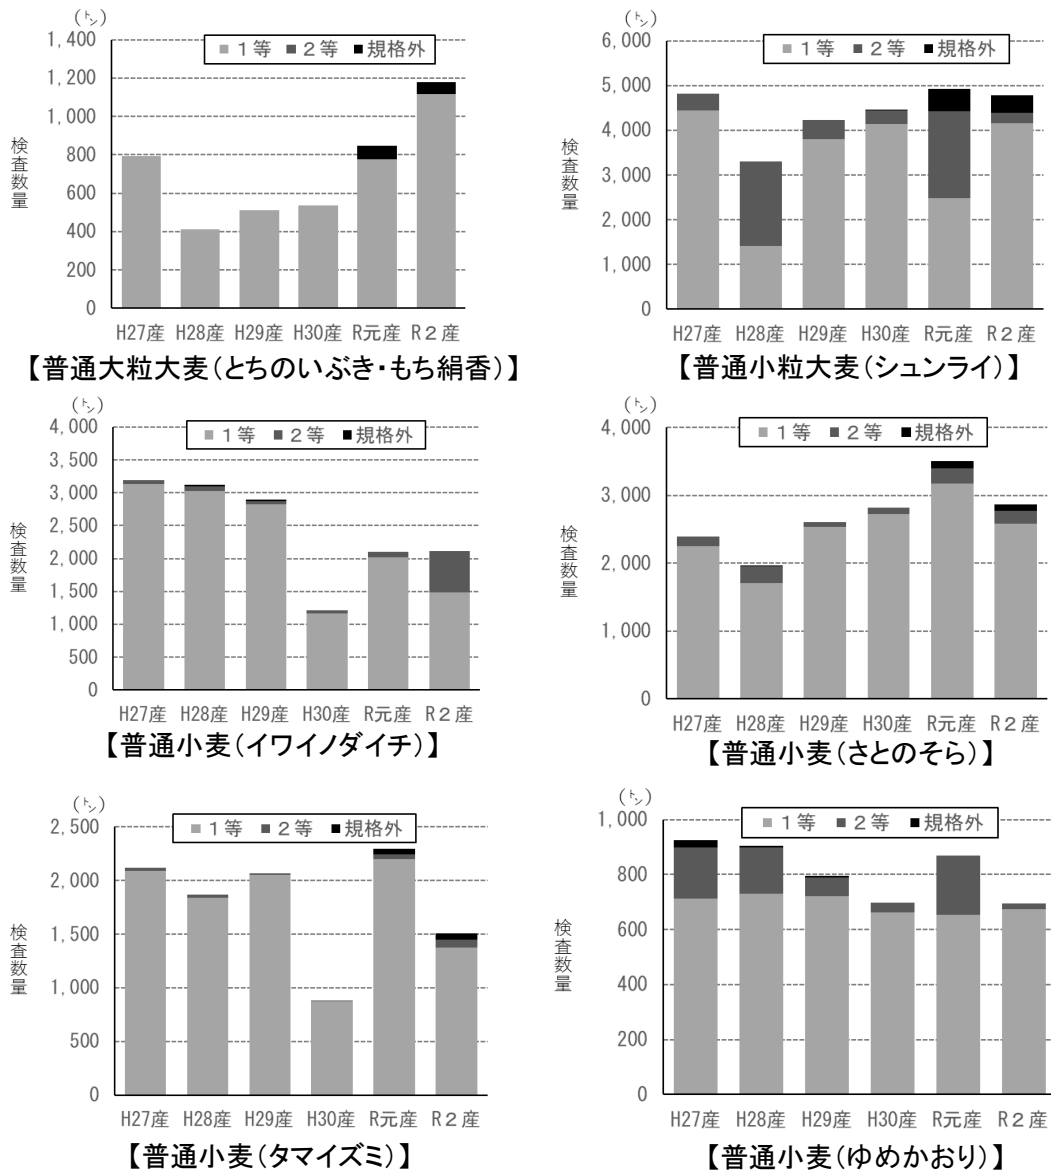 (トン)
1等 2等 規格外
1,400
1,200
1,000
800
600
400
200
0
検査数量
H27産 H28産 H29産 H30産 R元産 R２産
【普通大粒大麦(とちのいぶき・もち絹香)】
(トン)
1等 2等 規格外
6,000
5,000
4,000
3,000
2,000
1,000
0
検査数量
H27産 H28産 H29産 H30産 R元産 R２産
【普通小粒大麦(シュンライ)】
(トン)
1等 2等 規格外
4,000
3,500
3,000
2,500
2,000
1,500
1,000
500
0
検査数量
H27産 H28産 H29産 H30産 R元産 R２産
【普通小麦(イワイノダイチ)】
(トン)
1等 2等 規格外
4,000
3,000
2,000
1,000
0
検査数量
H27産 H28産 H29産 H30産 R元産 R２産
【普通小麦(さとのそら)】
(トン)
1等 2等 規格外
2,500
2,000
1,500
1,000
500
0
検査数量
H27産 H28産 H29産 H30産 R元産 R２産
【普通小麦(タマイズミ)】
(トン)
1等 2等 規格外
1,000
800
600
400
200
0
検査数量
H27産 H28産 H29産 H30産 R元産 R２産
【普通小麦(ゆめかおり)】